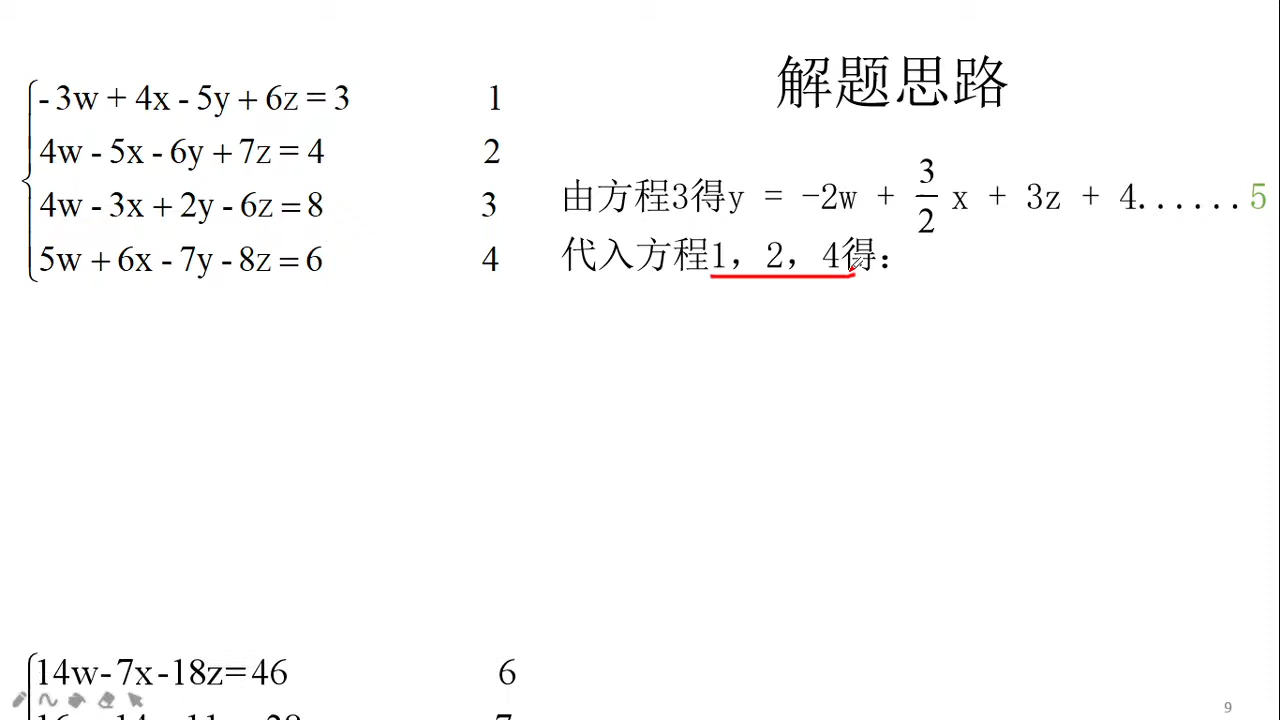 解题思路
- 3w + 4x - 5y + 6z = 3 1
4w - 5x - 6y + 7z = 4 2
4w - 3x + 2y - 6z = 8 3
5w + 6x - 7y - 8z = 6 4
由方程3得y = -2w + 3/2 x + 3z + 4......5
代入方程1, 2, 4得:
14w- 7x -18z= 46 6
9